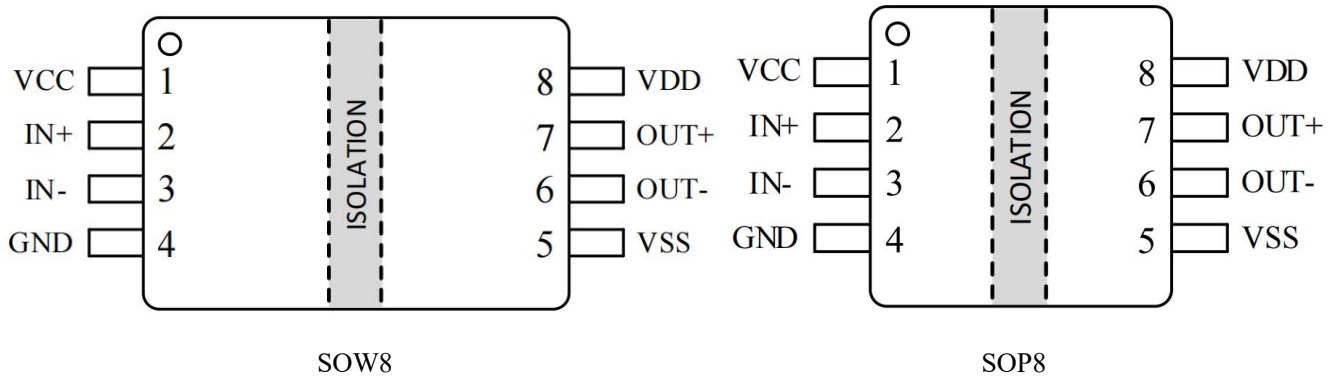 VCC 1
IN+ 2
IN- 3
GND 4
ISOLATION
8 VDD
7 OUT+
6 OUT-
5 VSS
SOW8
VCC 1
IN+ 2
IN- 3
GND 4
ISOLATION
8 VDD
7 OUT+
6 OUT-
5 VSS
SOP8